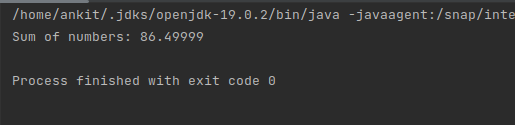 /home/ankit/.jdks/openjdk-19.0.2/bin/java -javaagent:/snap/inte
Sum of numbers: 86.49999
Process finished with exit code 0